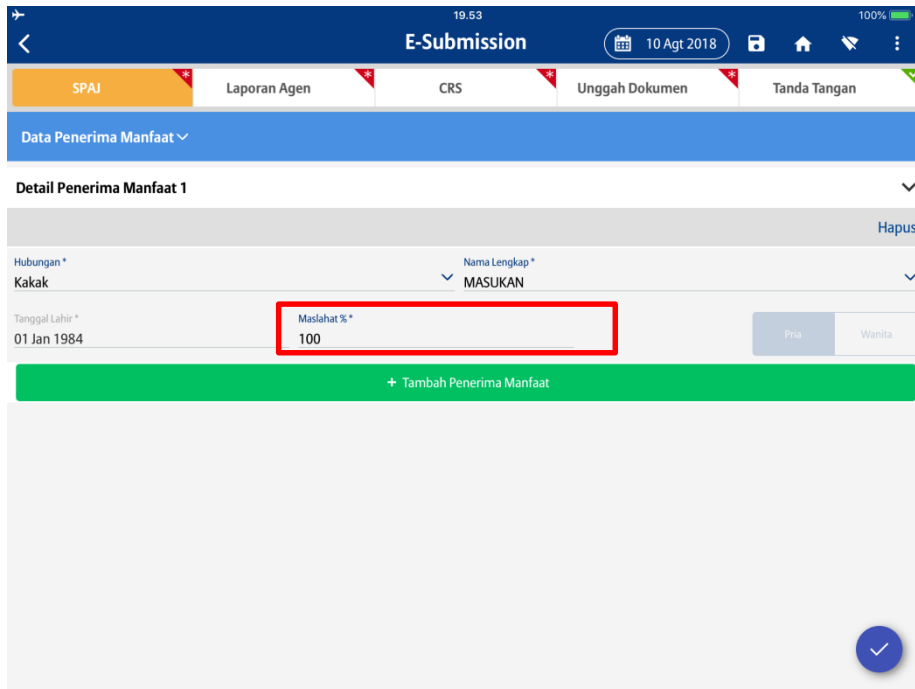 19.53
100%
E-Submission
10 Agt 2018
SPAJ
Laporan Agen
CRS
Unggah Dokumen
Tanda Tangan
Data Penerima Manfaat
Detail Penerima Manfaat 1
Hapus
Hubungan *
Nama Lengkap *
Kakak
MASUKAN
Tanggal Lahir *
Maslahat % *
01 Jan 1984
100
Pria
Wanita
+ Tambah Penerima Manfaat